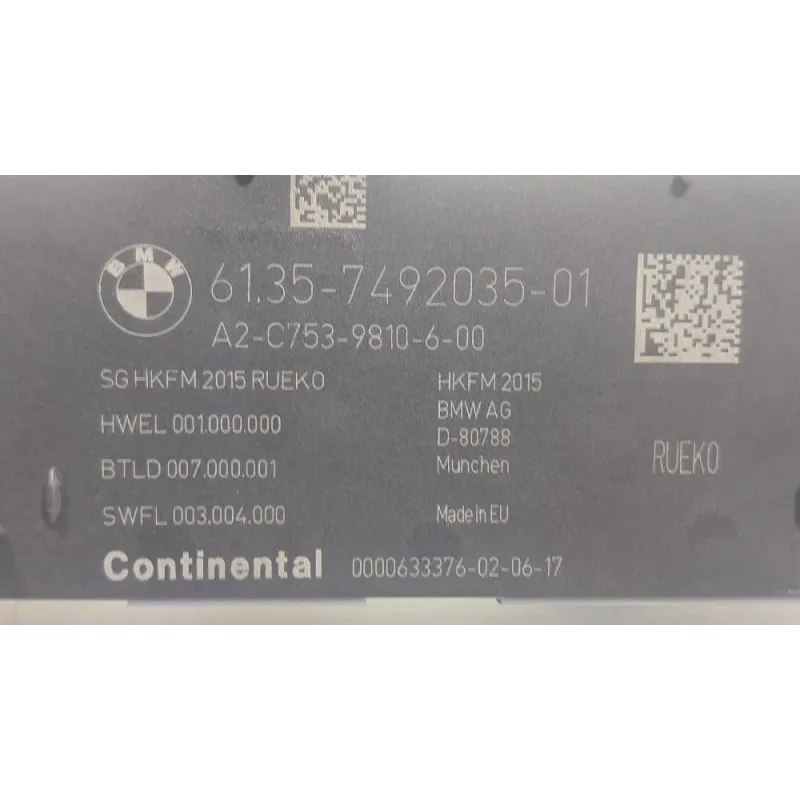 BMW
61.35-7492035-01
A2-C753-9810-6-00
SG HKFM 2015 RUEKO
HWEL 001.000.000
BTLD 007.000.001
SWFL 003.004.000
HKFM 2015
BMW AG
D-80788
Munchen
Made in EU
RUEKO
Continental 0000633376-02-06-17